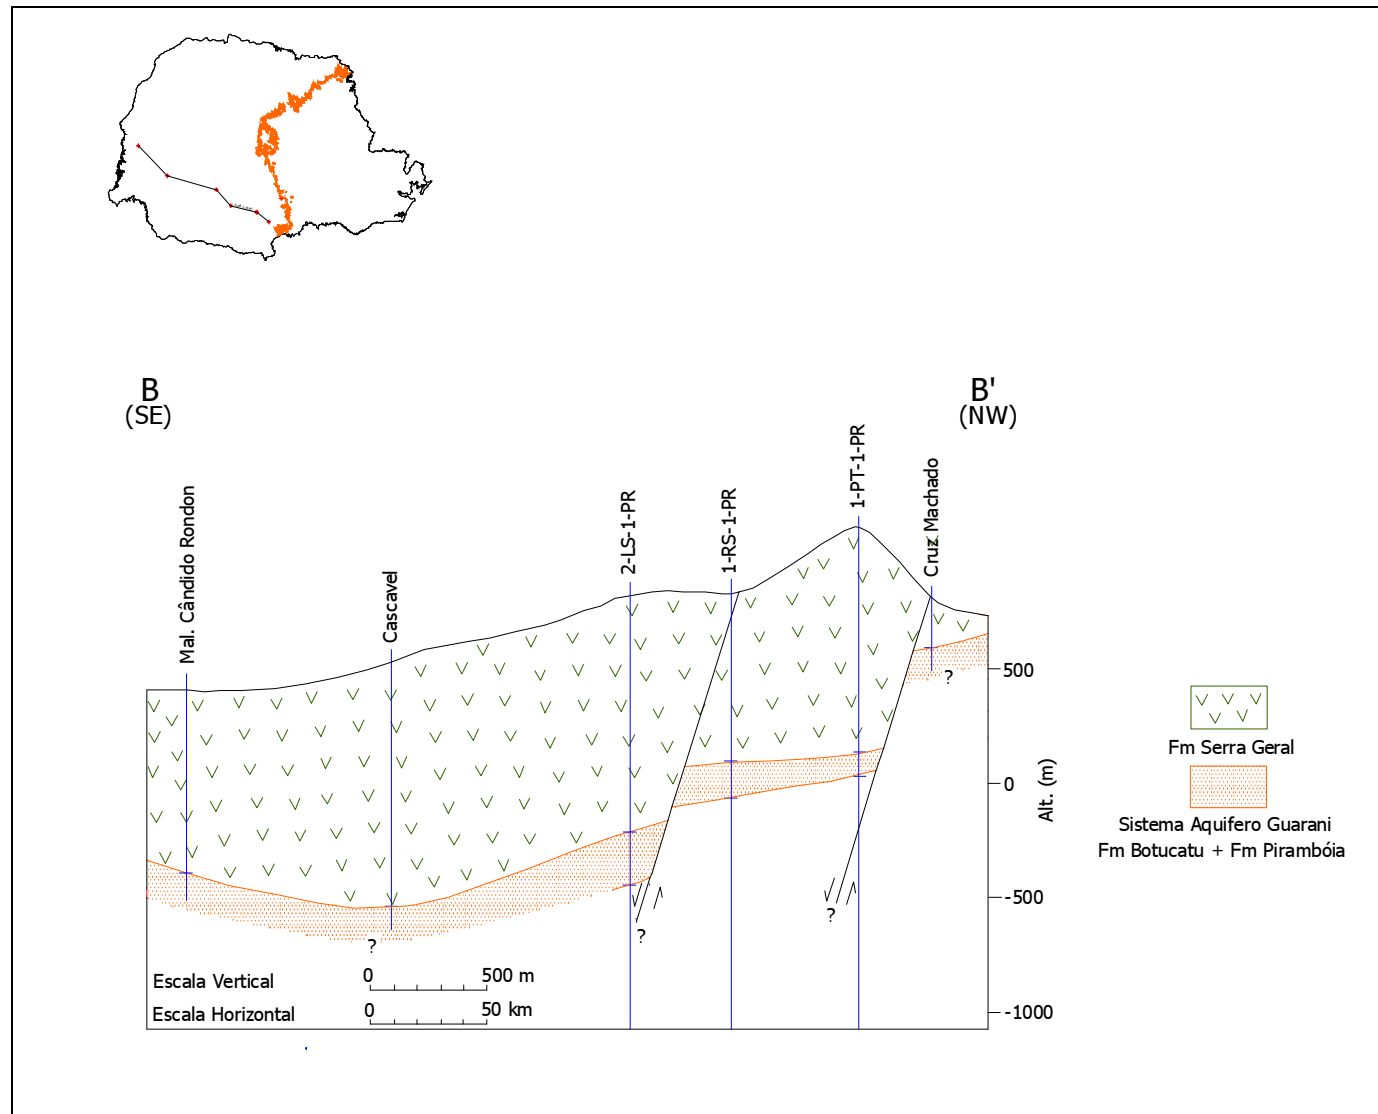 B
(SE)
B'
(NW)
Mal. Cândido Rondon
Cascavel
2-LS-1-PR
1-RS-1-PR
1-PT-1-PR
Cruz Machado
500
0
-500
-1000
Alt. (m)
?
?
?
?
Escala Vertical
0
500 m
Escala Horizontal
0
50 km
Fm Serra Geral
Sistema Aquifero Guarani
Fm Botucatu + Fm Pirambóia